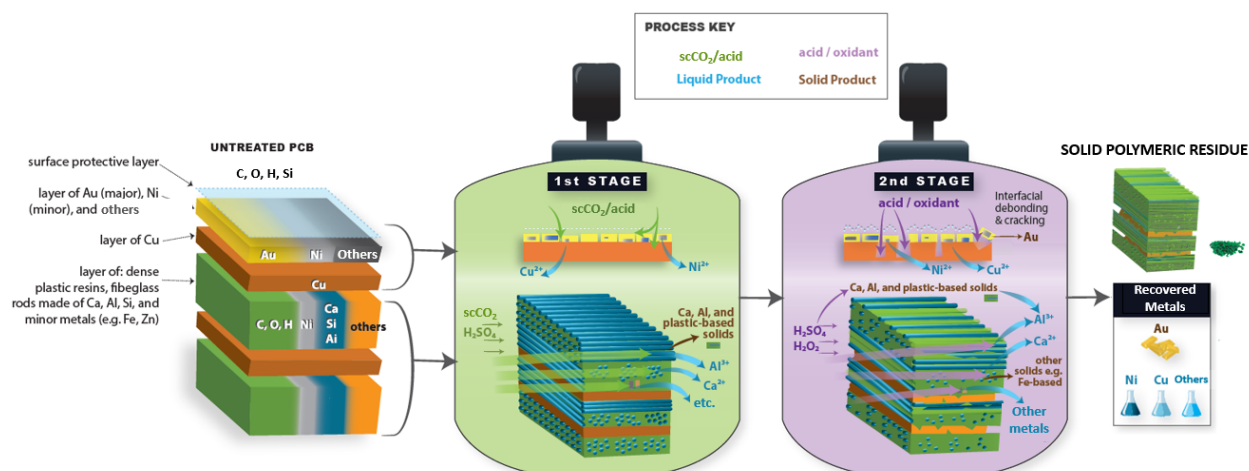 PROCESS KEY
scCO₂/acid
acid / oxidant
Liquid Product
Solid Product
UNTREATED PCB
C, O, H, Si
surface protective layer
layer of Au (major), Ni
(minor), and others
layer of Cu
layer of: dense
plastic resins, fibeglass
rods made of Ca, Al, Si, and
minor metals (e.g. Fe, Zn)
Au
Ni
Others
Cu
C, O, H
Ni
Ca
Si
Ai
others
1st STAGE
scCO₂/acid
Cu²⁺
Ni²⁺
scCO₂
H₂SO₄
Ca, Al, and
plastic-based
solids
Al³⁺
Ca²⁺
etc.
2nd STAGE
acid / oxidant
Interfacial
debonding
& cracking
Au
Ni²⁺
Cu²⁺
Ca, Al, and plastic-based solids
H₂SO₄
H₂O₂
Al³⁺
Ca²⁺
other
solids e.g.
Fe-based
Other
metals
SOLID POLYMERIC RESIDUE
Recovered
Metals
Au
Ni
Cu
Others